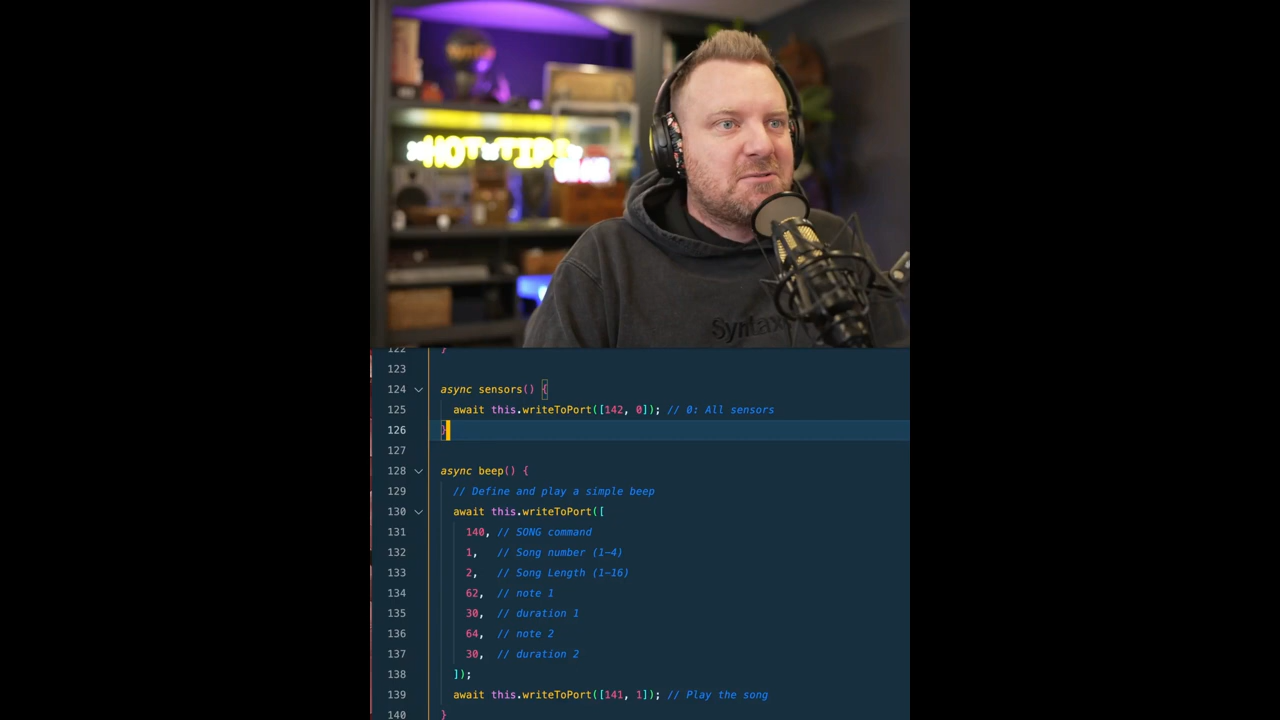 HOT TIP!
Syntax
122 }
123
124 async sensors() {
125 await this.writeToPort([142, 0]); // 0: All sensors
126 }
127
128 async beep() {
129 // Define and play a simple beep
130 await this.writeToPort([
131 140, // SONG command
132 1, // Song number (1-4)
133 2, // Song Length (1-16)
134 62, // note 1
135 30, // duration 1
136 64, // note 2
137 30, // duration 2
138 ]);
139 await this.writeToPort([141, 1]); // Play the song
140 }